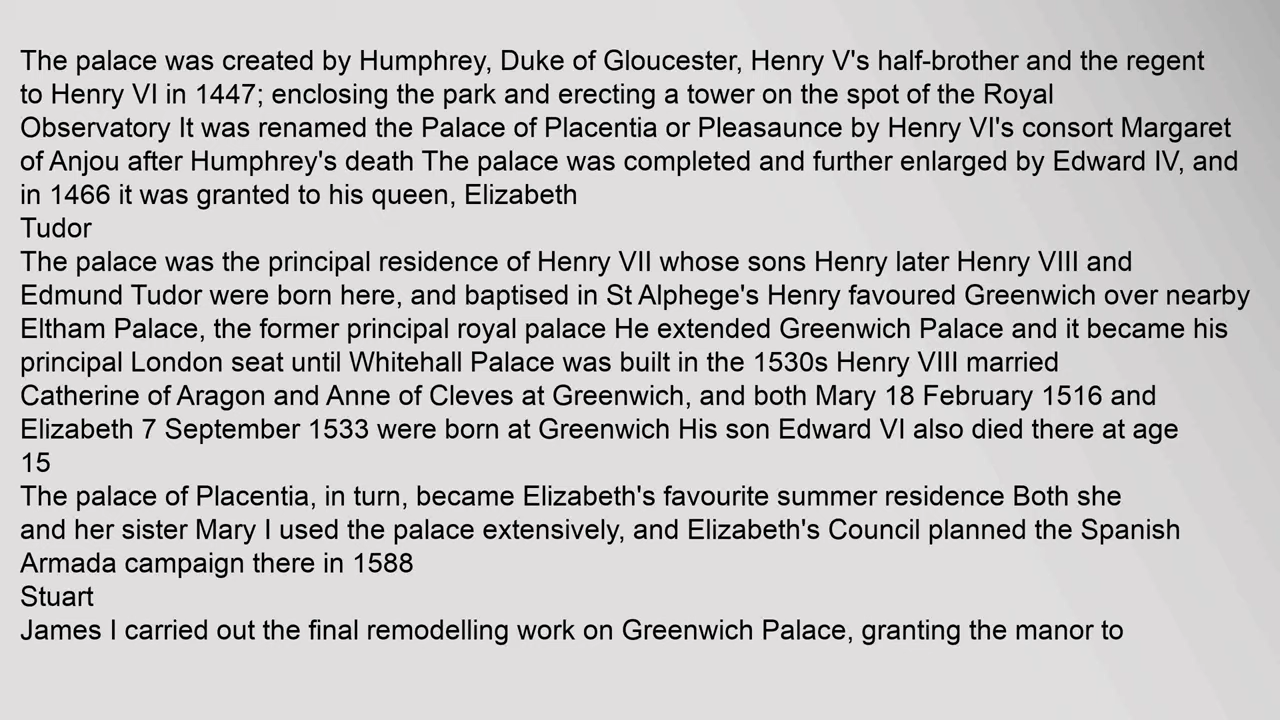 The palace was created by Humphrey, Duke of Gloucester, Henry V's half-brother and the regent
to Henry VI in 1447; enclosing the park and erecting a tower on the spot of the Royal
Observatory It was renamed the Palace of Placentia or Pleasaunce by Henry VI's consort Margaret
of Anjou after Humphrey's death The palace was completed and further enlarged by Edward IV, and
in 1466 it was granted to his queen, Elizabeth
Tudor
The palace was the principal residence of Henry VII whose sons Henry later Henry VIII and
Edmund Tudor were born here, and baptised in St Alphege's Henry favoured Greenwich over nearby
Eltham Palace, the former principal royal palace He extended Greenwich Palace and it became his
principal London seat until Whitehall Palace was built in the 1530s Henry VIII married
Catherine of Aragon and Anne of Cleves at Greenwich, and both Mary 18 February 1516 and
Elizabeth 7 September 1533 were born at Greenwich His son Edward VI also died there at age
15
The palace of Placentia, in turn, became Elizabeth's favourite summer residence Both she
and her sister Mary I used the palace extensively, and Elizabeth's Council planned the Spanish
Armada campaign there in 1588
Stuart
James I carried out the final remodelling work on Greenwich Palace, granting the manor to